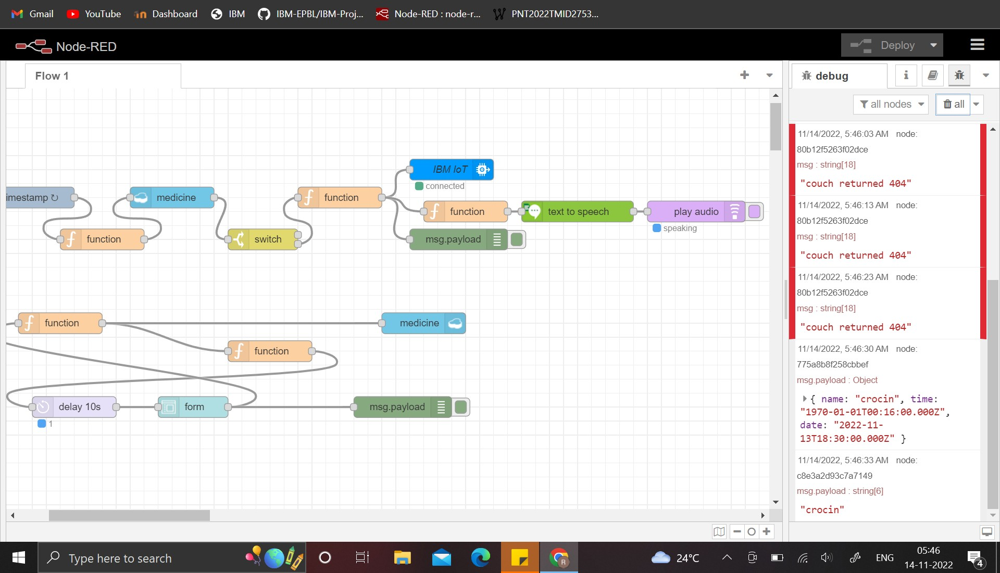 Gmail YouTube Dashboard IBM IBM-EPBL/IBM-Proj... Node-RED : node-r... PNT2022TMID2753...
Node-RED Deploy
Flow 1
debug
all nodes all
11/14/2022, 5:46:03 AM node:
80b12f5263f02dce
msg : string[18]
"couch returned 404"
11/14/2022, 5:46:13 AM node:
80b12f5263f02dce
msg : string[18]
"couch returned 404"
11/14/2022, 5:46:23 AM node:
80b12f5263f02dce
msg : string[18]
"couch returned 404"
11/14/2022, 5:46:30 AM node:
775a8b8f258cbbef
msg.payload : Object
{ name: "crocin", time:
"1970-01-01T00:16:00.000Z",
date: "2022-11-
13T18:30:00.000Z" }
11/14/2022, 5:46:33 AM node:
c8e3a2d93c7a7149
msg.payload : string[6]
"crocin"
IBM IoT
connected
imestamp ↻ medicine function
function text to speech play audio
speaking
function switch msg.payload
function medicine
function
delay 10s form msg.payload
1
Type here to search
24°C ENG
05:46
14-11-2022
4
R